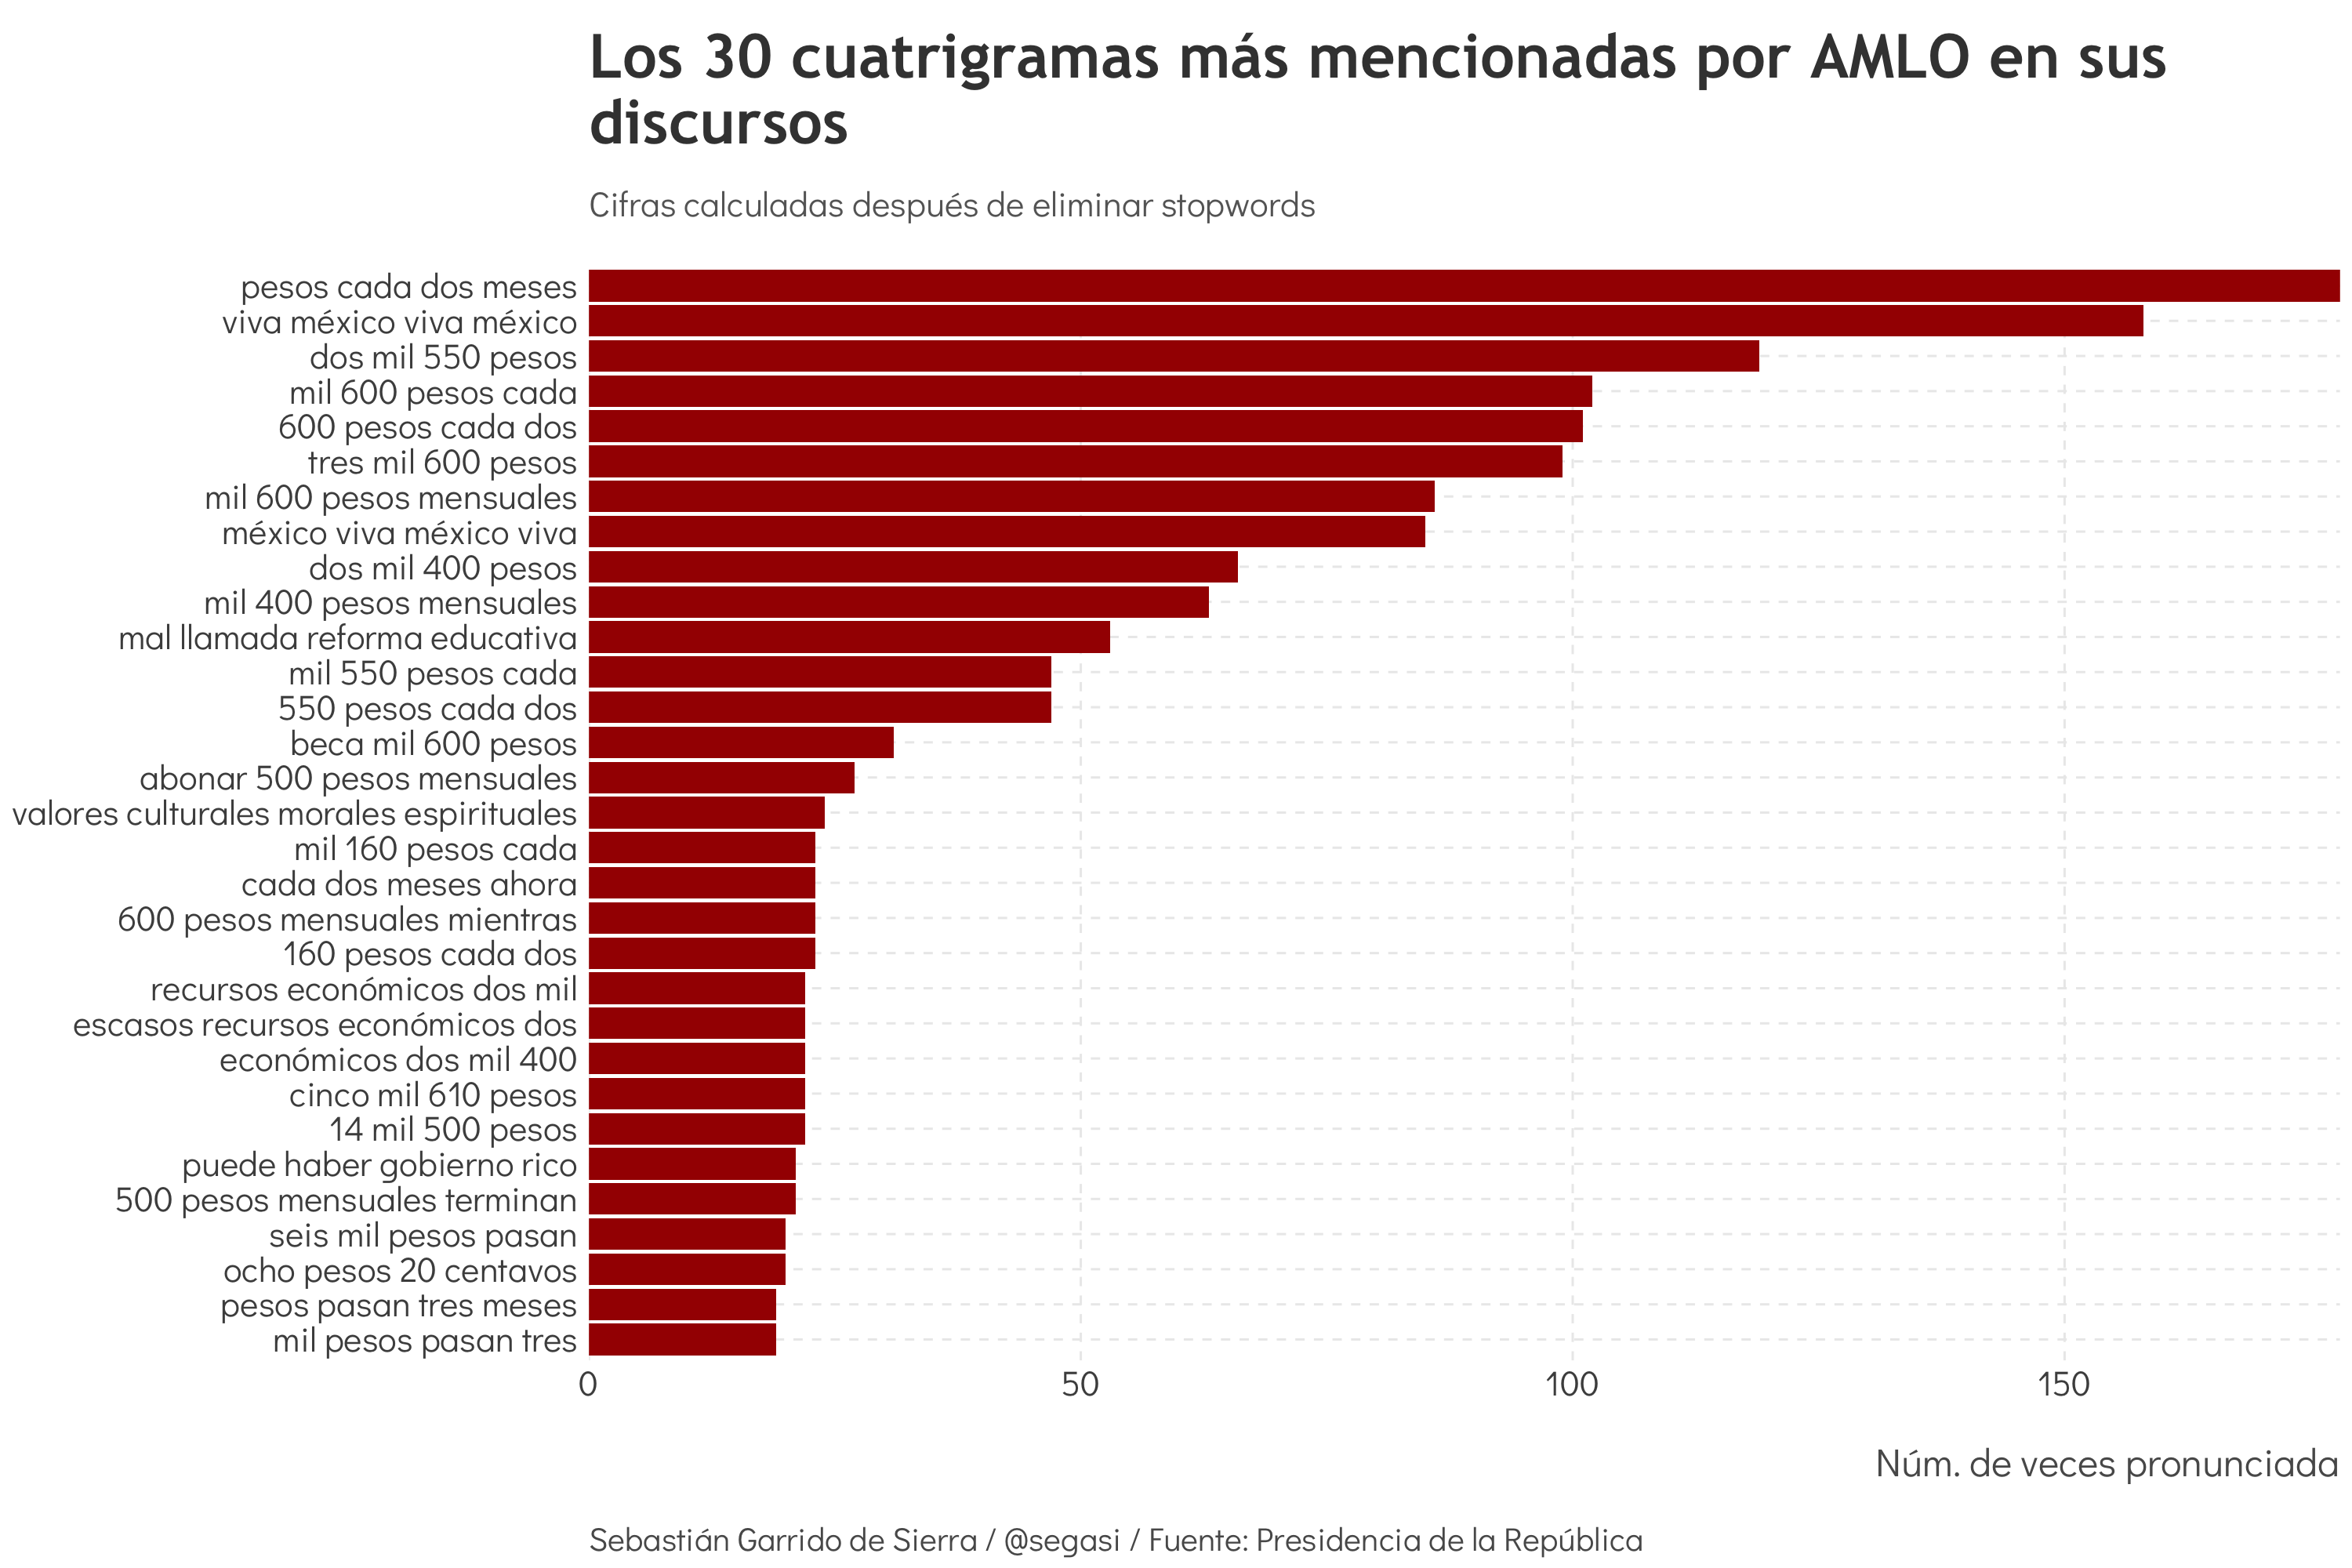 Los 30 cuatrigramas más mencionadas por AMLO en sus
discursos
Cifras calculadas después de eliminar stopwords
pesos cada dos meses
viva méxico viva méxico
dos mil 550 pesos
mil 600 pesos cada
600 pesos cada dos
tres mil 600 pesos
mil 600 pesos mensuales
méxico viva méxico viva
dos mil 400 pesos
mil 400 pesos mensuales
mal llamada reforma educativa
mil 550 pesos cada
550 pesos cada dos
beca mil 600 pesos
abonar 500 pesos mensuales
valores culturales morales espirituales
mil 160 pesos cada
cada dos meses ahora
600 pesos mensuales mientras
160 pesos cada dos
recursos económicos dos mil
escasos recursos económicos dos
económicos dos mil 400
cinco mil 610 pesos
14 mil 500 pesos
puede haber gobierno rico
500 pesos mensuales terminan
seis mil pesos pasan
ocho pesos 20 centavos
pesos pasan tres meses
mil pesos pasan tres
0 50 100 150
Núm. de veces pronunciada
Sebastián Garrido de Sierra / @segasi / Fuente: Presidencia de la República